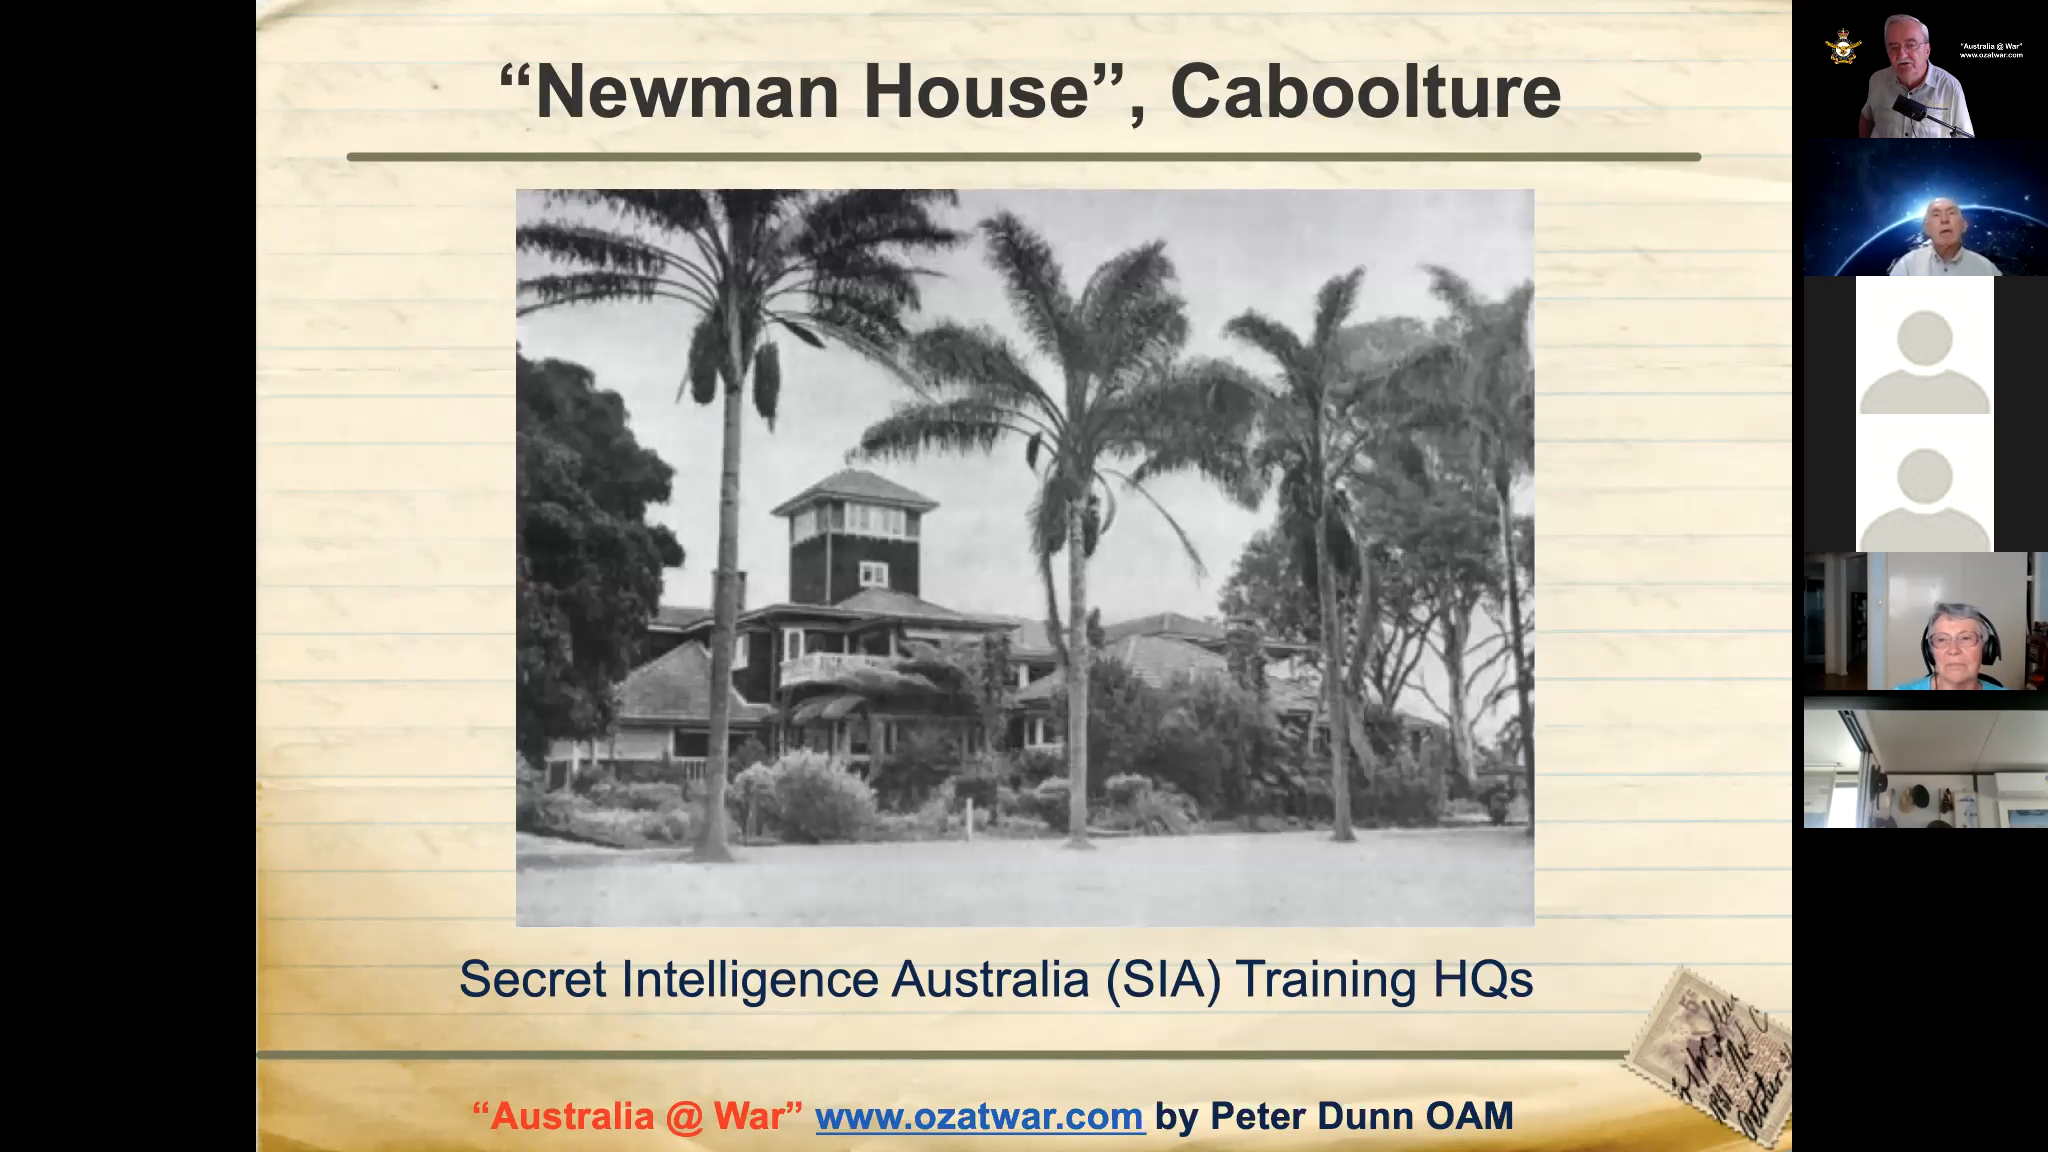 “Newman House”, Caboolture
Secret Intelligence Australia (SIA) Training HQs
“Australia @ War” www.ozatwar.com by Peter Dunn OAM
“Australia @ War”
www.ozatwar.com